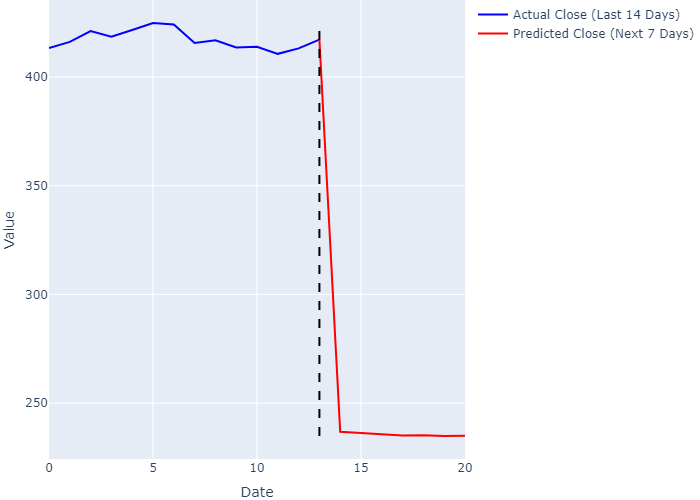 Actual Close (Last 14 Days)
Predicted Close (Next 7 Days)
400
350
300
250
Value
0 5 10 15 20
Date